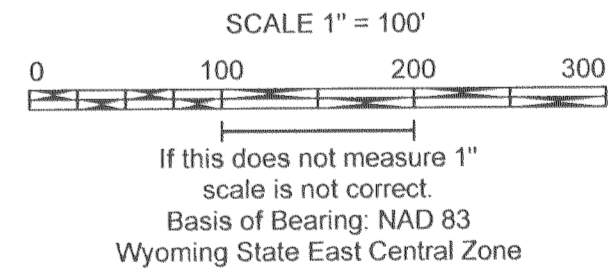 SCALE 1" = 100'
0 100 200 300
If this does not measure 1"
scale is not correct.
Basis of Bearing: NAD 83
Wyoming State East Central Zone